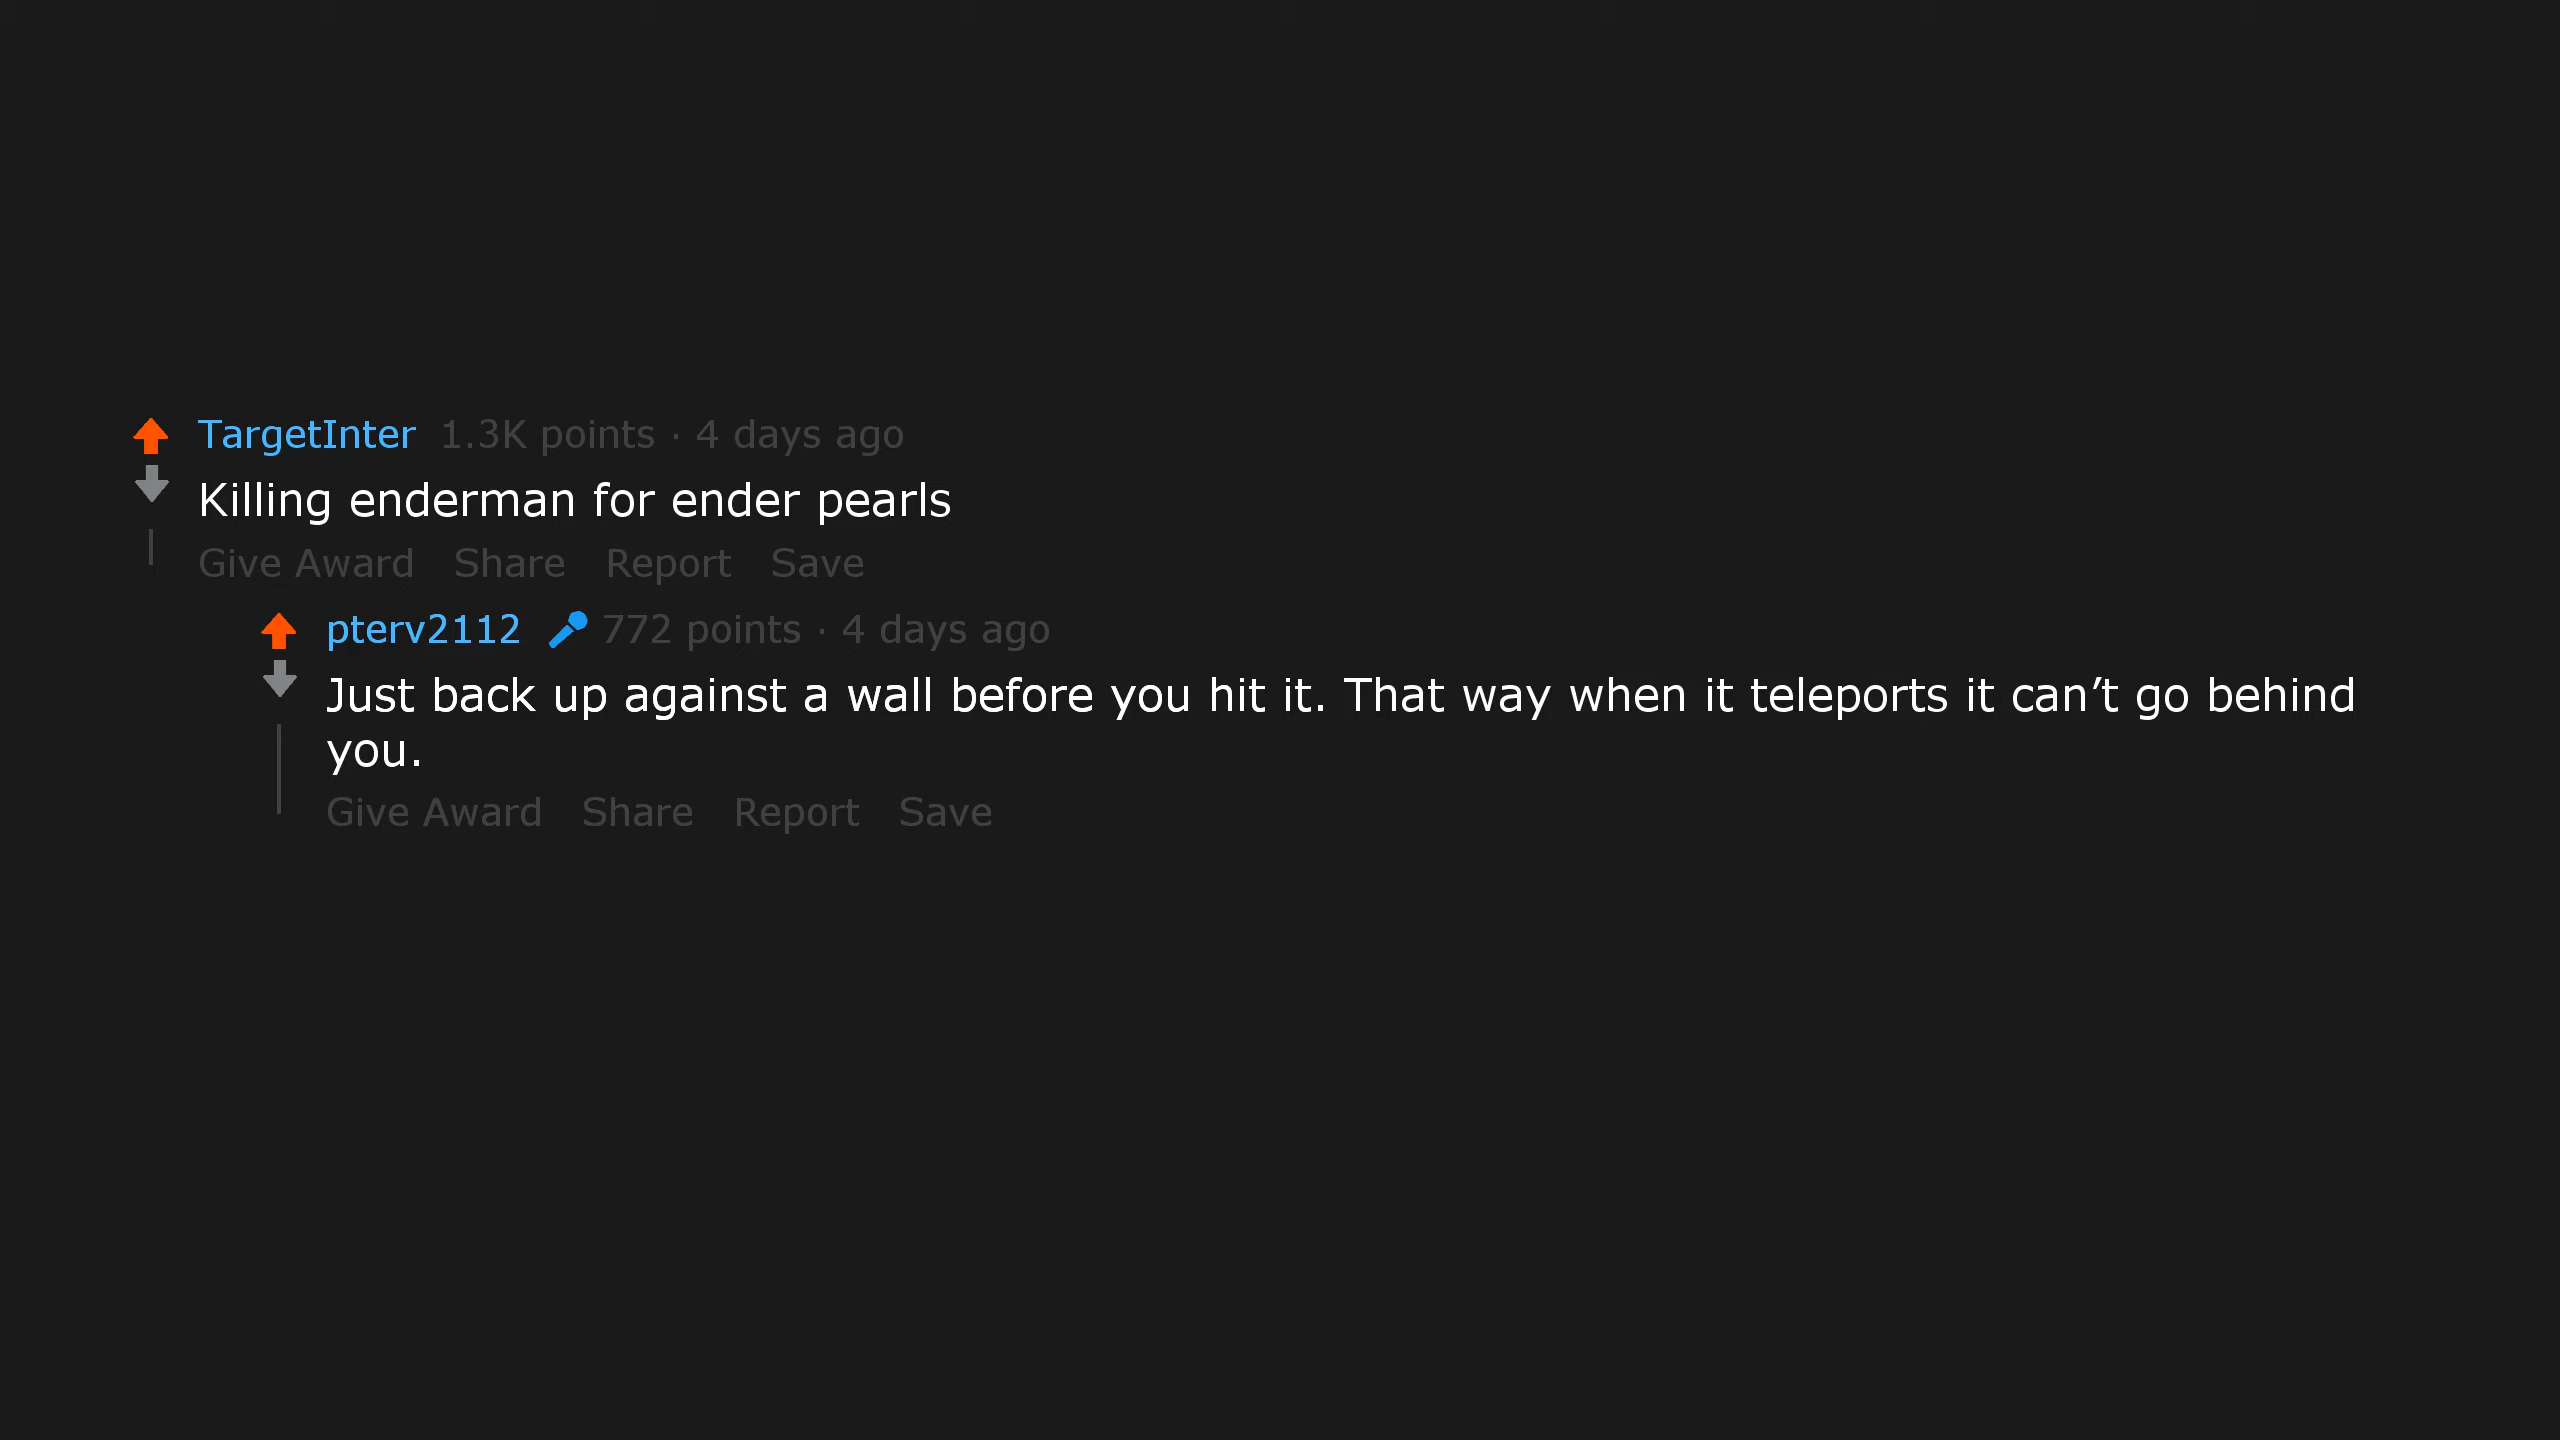 TargetInter 1.3K points · 4 days ago
Killing enderman for ender pearls
Give Award Share Report Save
pterv2112 772 points · 4 days ago
Just back up against a wall before you hit it. That way when it teleports it can’t go behind
you.
Give Award Share Report Save